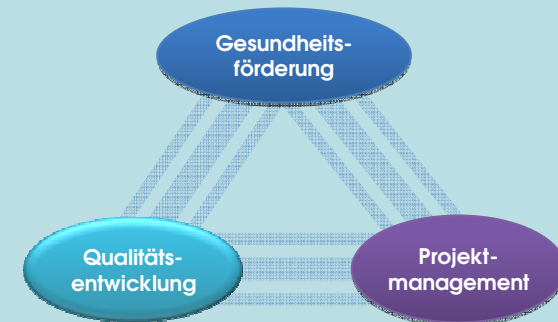 Gesundheits-
förderung
Qualitäts-
entwicklung
Projekt-
management